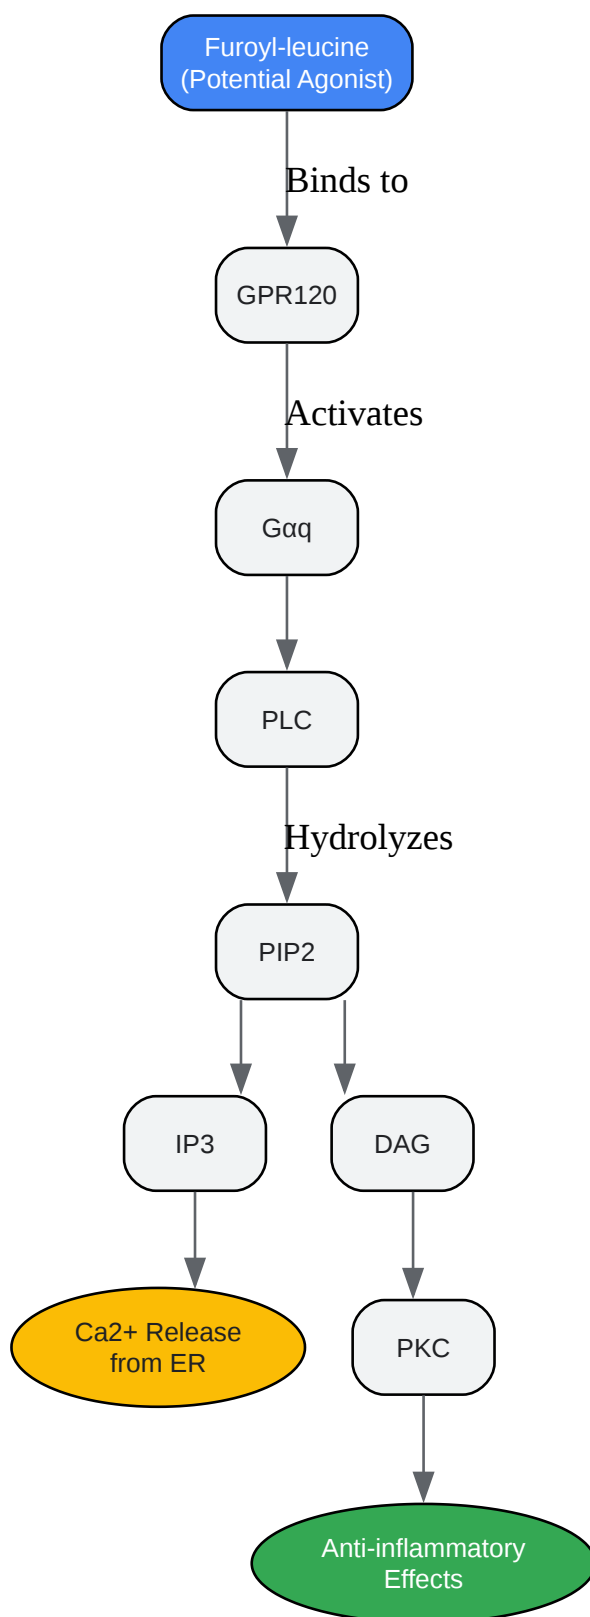 Furoyl-leucine
(Potential Agonist)
Binds to
GPR120
Activates
Gαq
PLC
Hydrolyzes
PIP2
IP3
DAG
Ca2+ Release
from ER
PKC
Anti-inflammatory
Effects